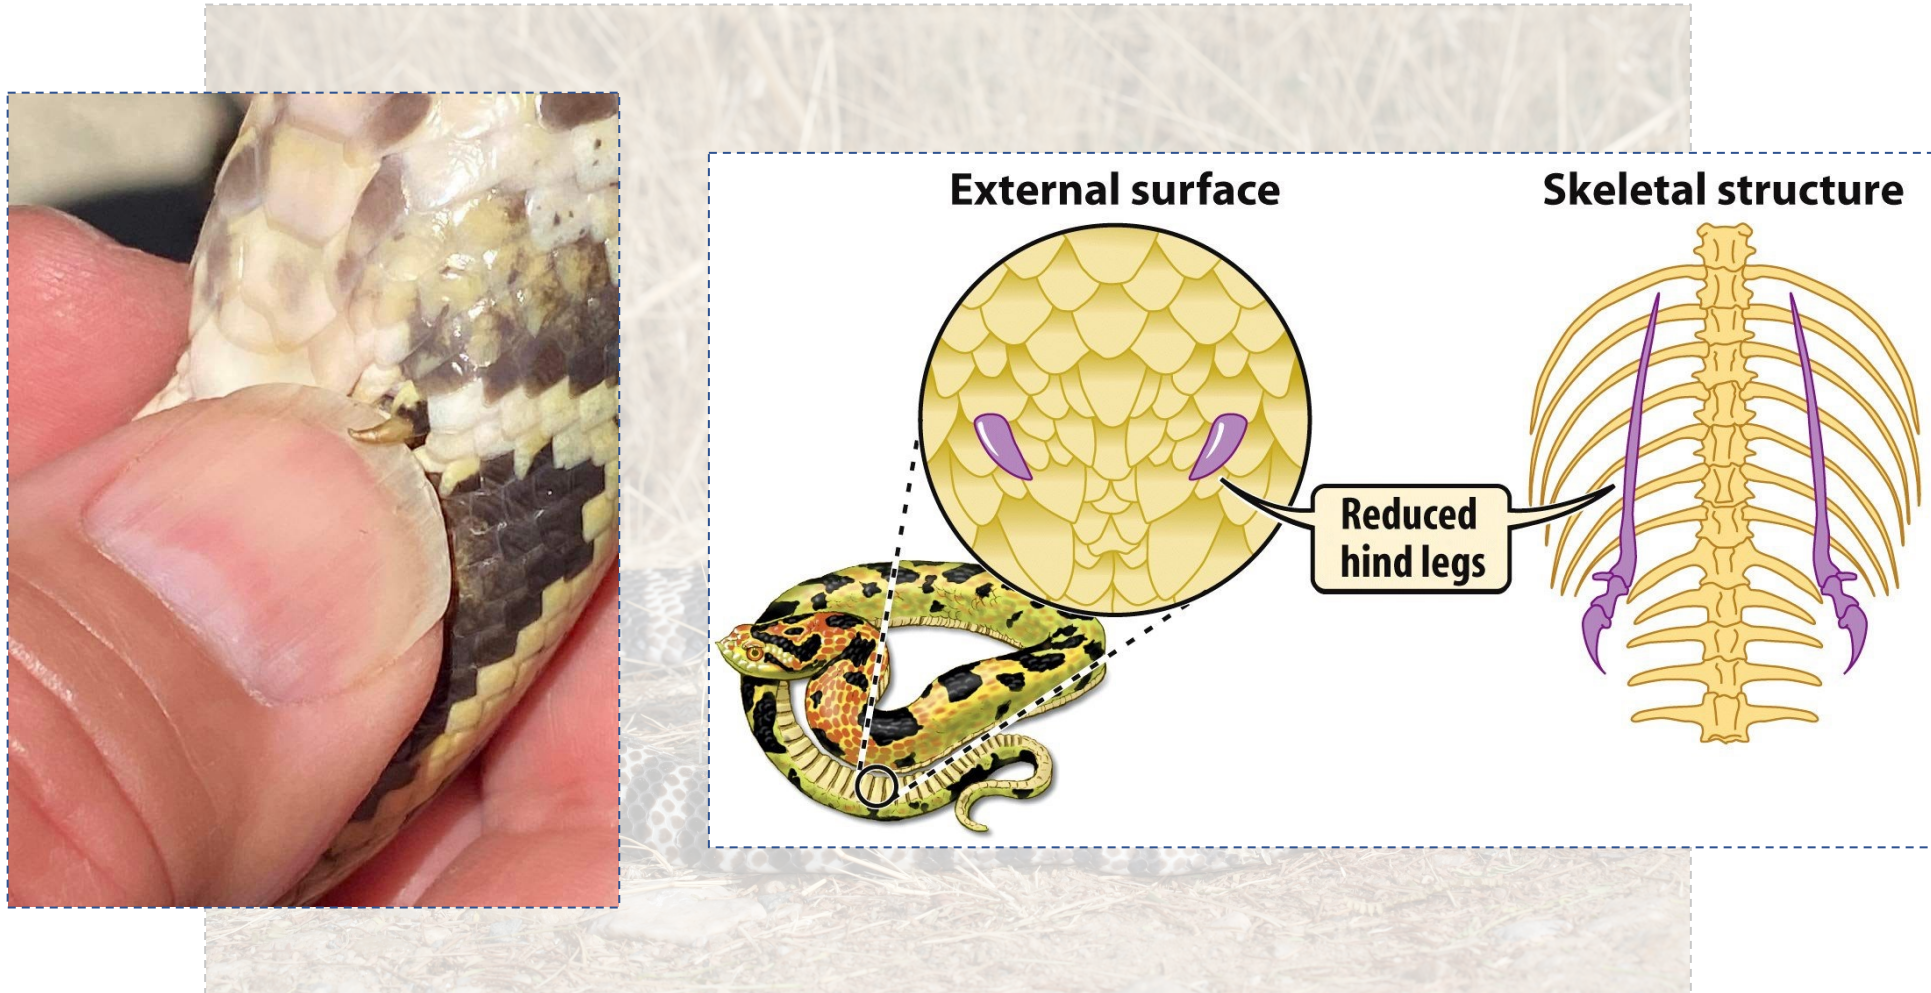 External surface
Skeletal structure
Reduced
hind legs